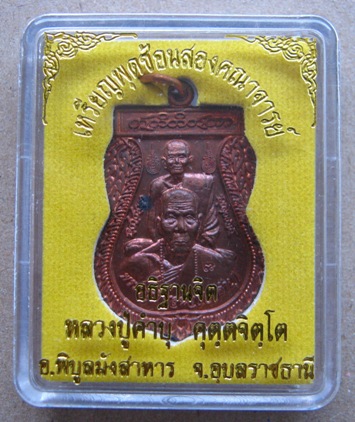 เหรียญพุดซ้อนสองคณาจารย์
อธิฐานจิต
หลวงปู่คำบุ คุตฺตจิตฺโต
อ.พิบูลมังสาหาร จ.อุบลราชธานี